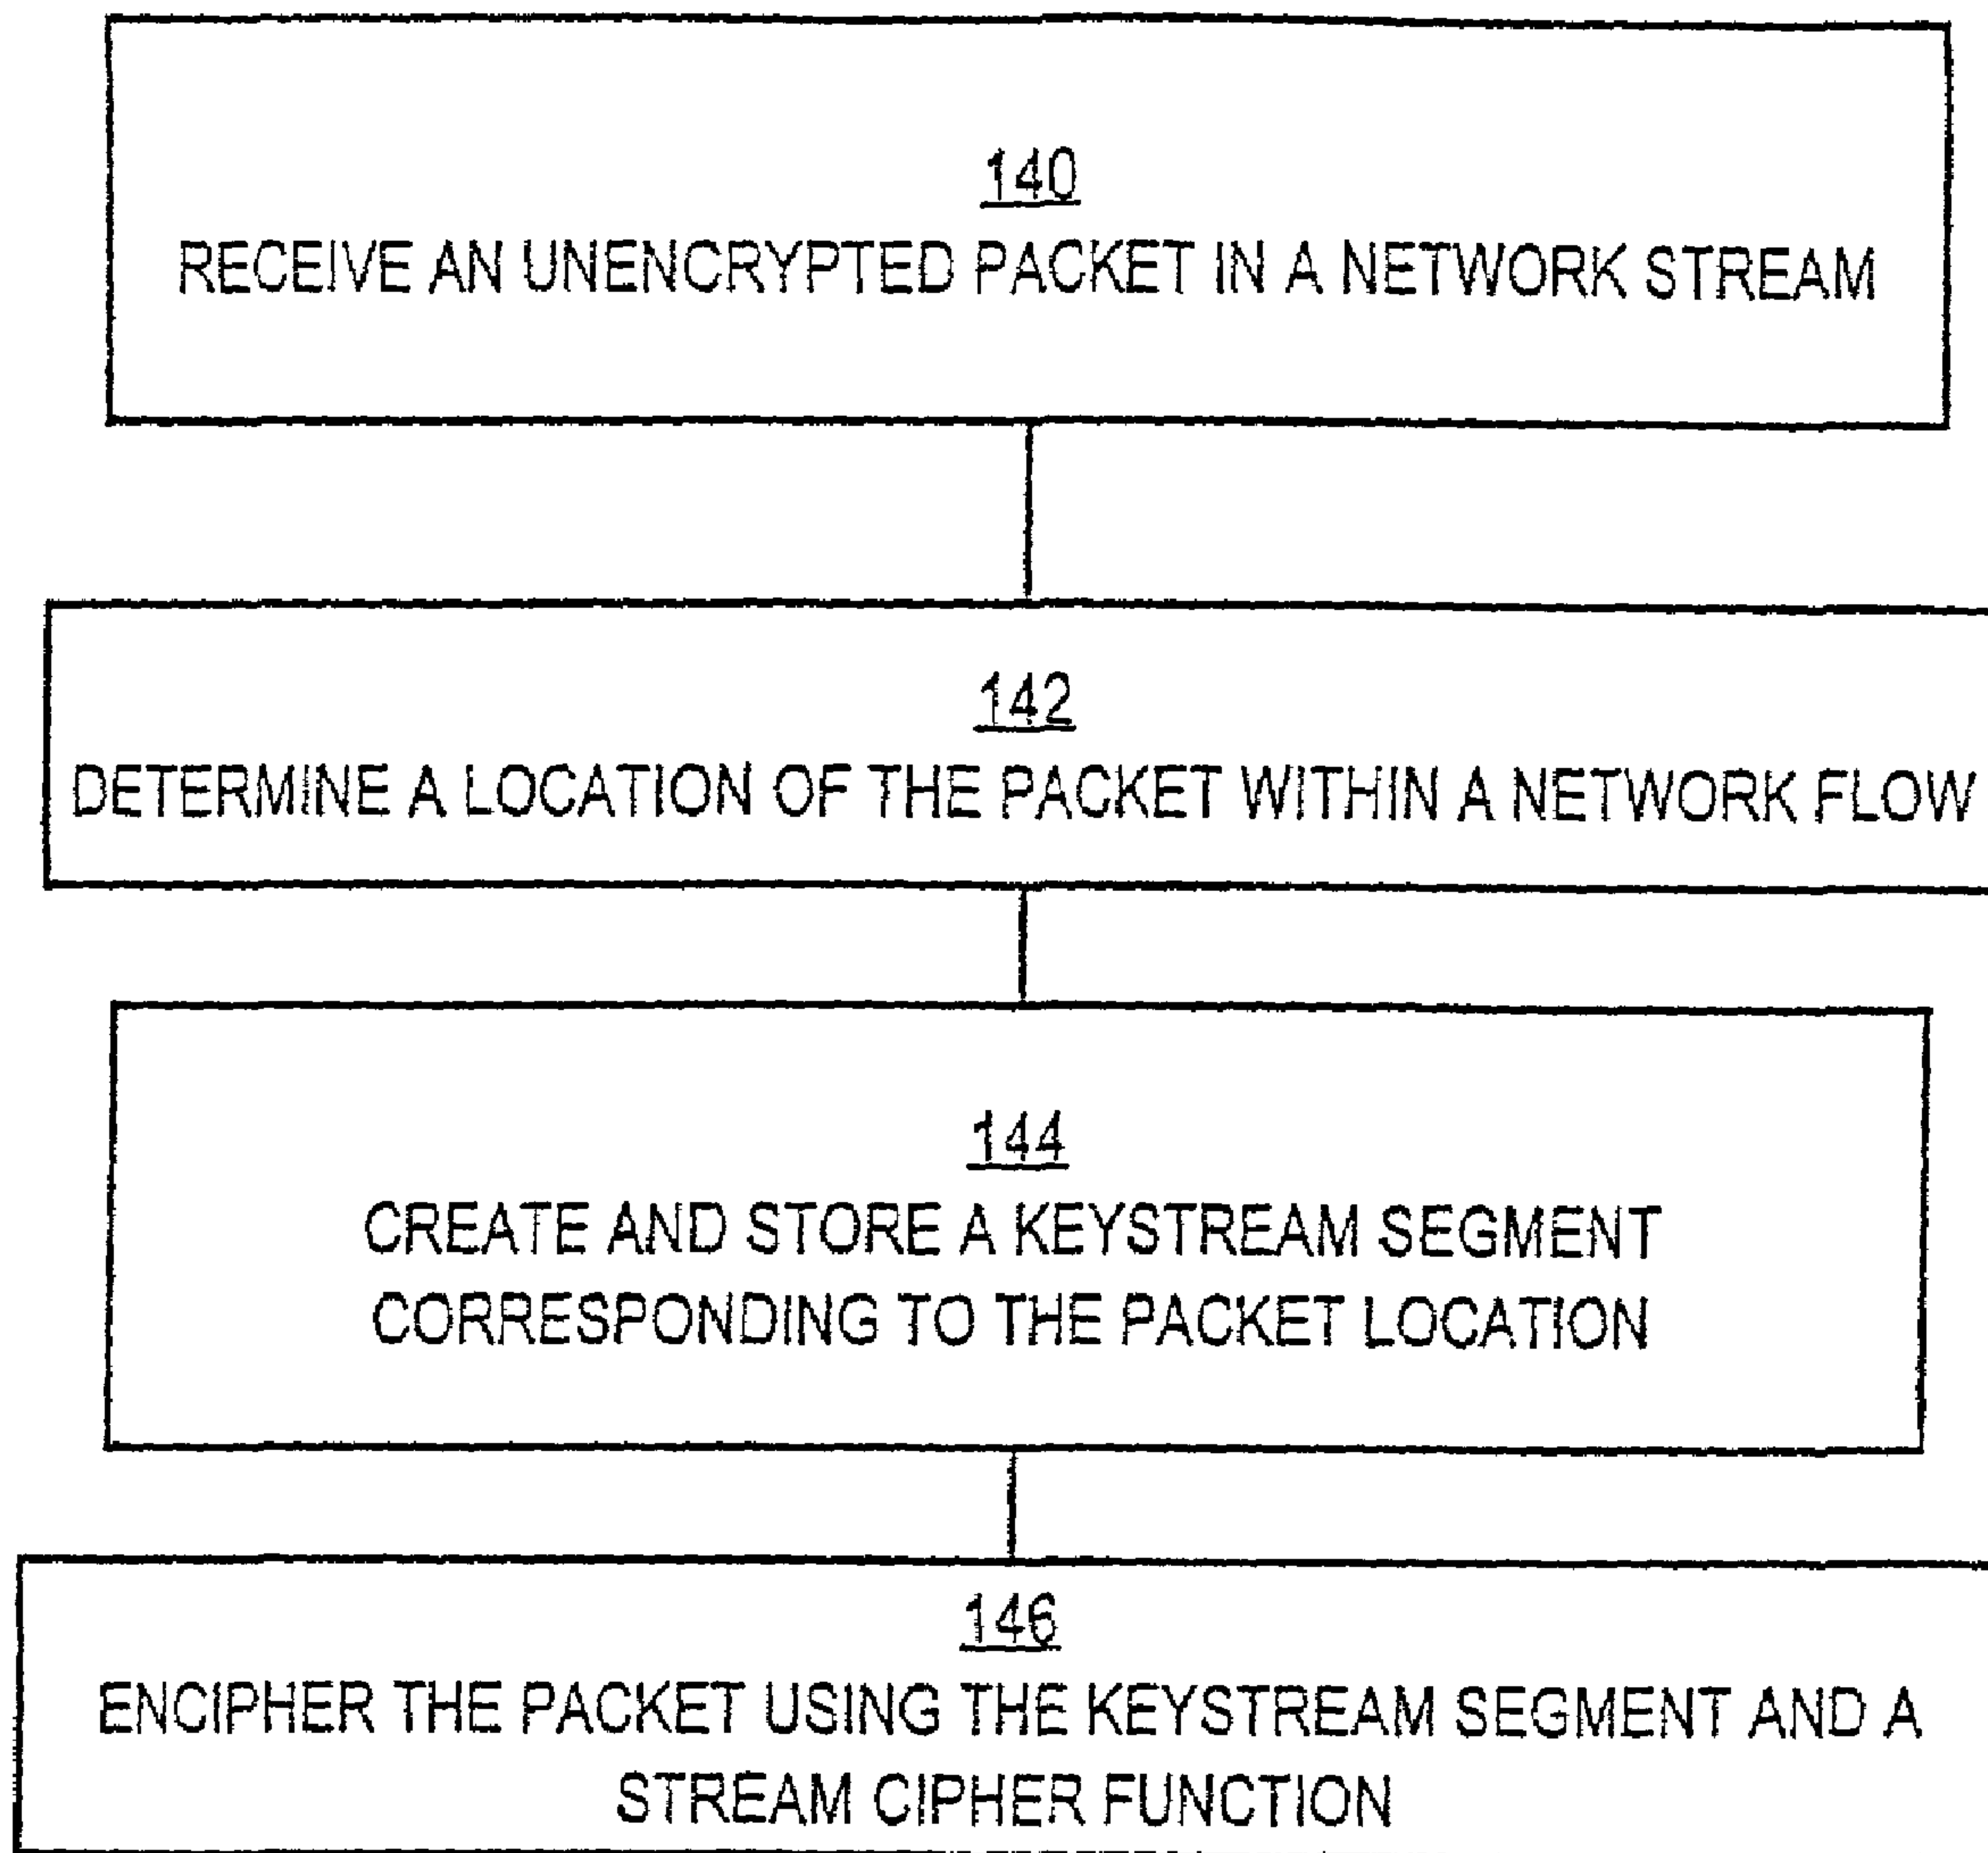 140
RECEIVE AN UNENCRYPTED PACKET IN A NETWORK STREAM
142
DETERMINE A LOCATION OF THE PACKET WITHIN A NETWORK FLOW
144
CREATE AND STORE A KEYSTREAM SEGMENT
CORRESPONDING TO THE PACKET LOCATION
146
ENCIPHER THE PACKET USING THE KEYSTREAM SEGMENT AND A
STREAM CIPHER FUNCTION